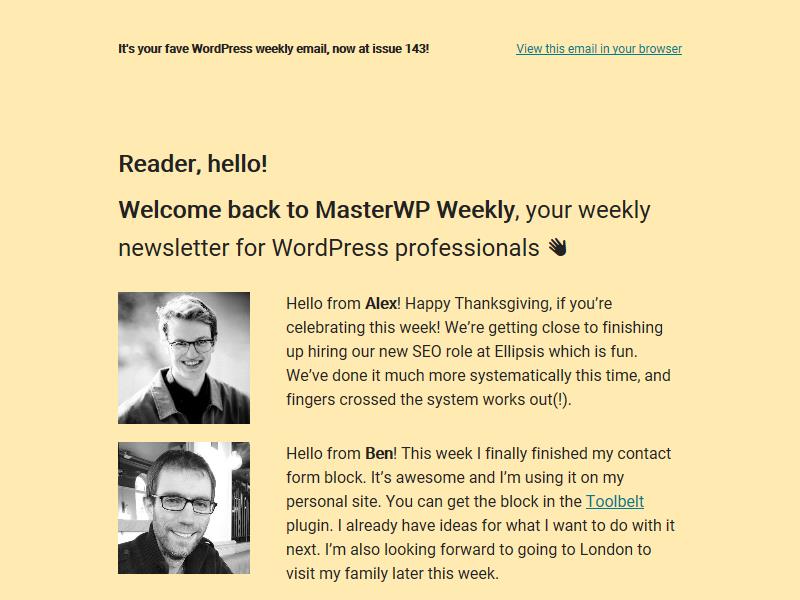 It's your fave WordPress weekly email, now at issue 143!
View this email in your browser
Reader, hello!
Welcome back to MasterWP Weekly, your weekly
newsletter for WordPress professionals 👋
Hello from Alex! Happy Thanksgiving, if you’re
celebrating this week! We’re getting close to finishing
up hiring our new SEO role at Ellipsis which is fun.
We’ve done it much more systematically this time, and
fingers crossed the system works out(!).
Hello from Ben! This week I finally finished my contact
form block. It’s awesome and I’m using it on my
personal site. You can get the block in the Toolbelt
plugin. I already have ideas for what I want to do with it
next. I’m also looking forward to going to London to
visit my family later this week.